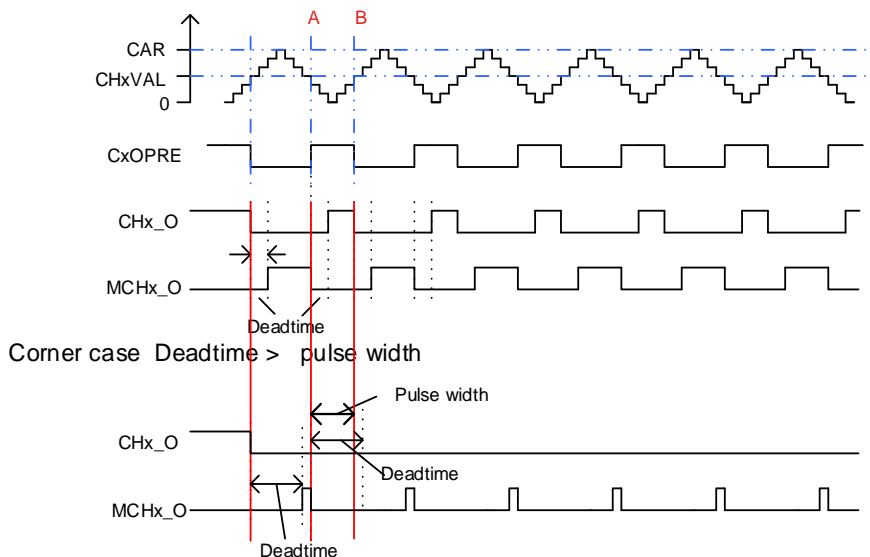 A B
CAR
CHxVAL
0
CxOPRE
CHx_O
MCHx_O
Deadtime
Corner case Deadtime > pulse width
Pulse width
CHx_O
Deadtime
MCHx_O
Deadtime